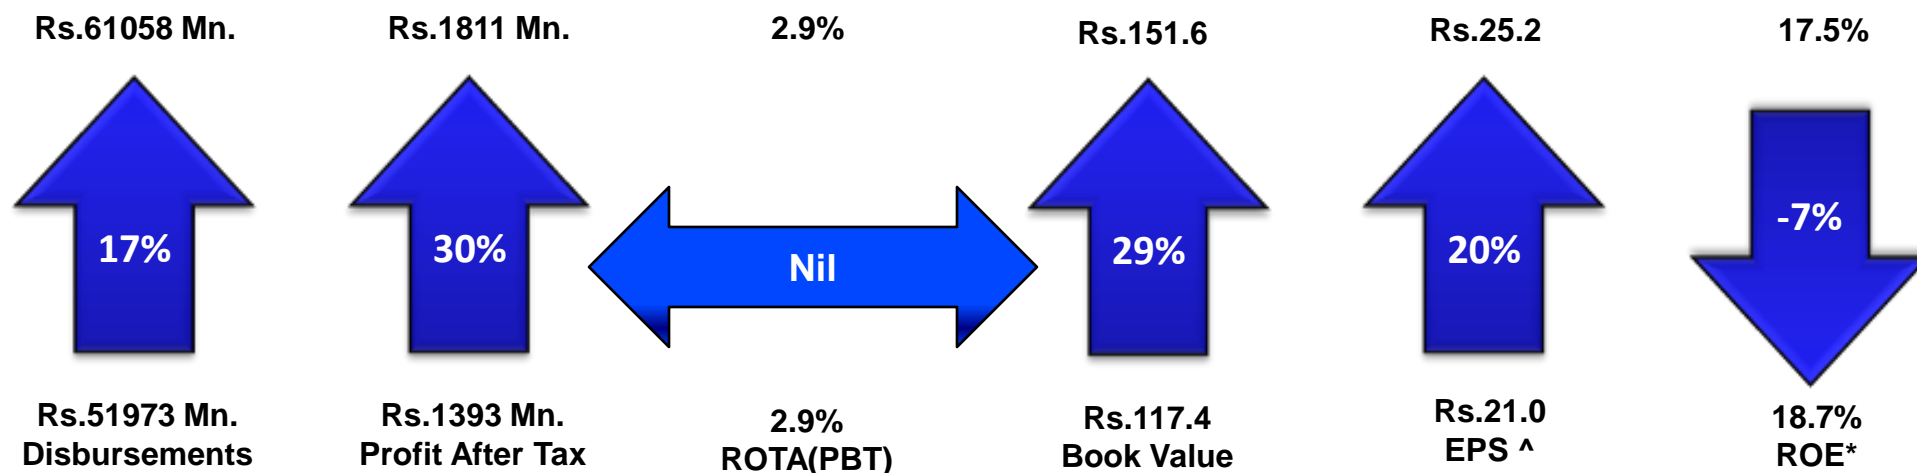 Rs.61058 Mn.
Rs.1811 Mn.
2.9%
Rs.151.6
Rs.25.2
17.5%
17%
30%
Nil
29%
20%
-7%
Rs.51973 Mn.
Disbursements
Rs.1393 Mn.
Profit After Tax
2.9%
ROTA(PBT)
Rs.117.4
Book Value
Rs.21.0
EPS ^
18.7%
ROE*